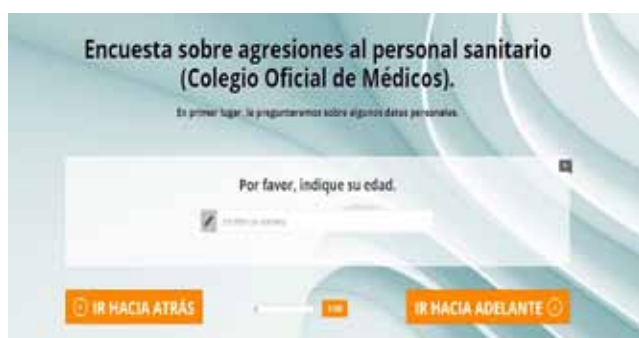 Encuesta sobre agresiones al personal sanitario
(Colegio Oficial de Médicos).
En primer lugar, le preguntaremos sobre algunos datos personales.
Por favor, indique su edad.
IR HACIA ATRÁS
IR HACIA ADELANTE